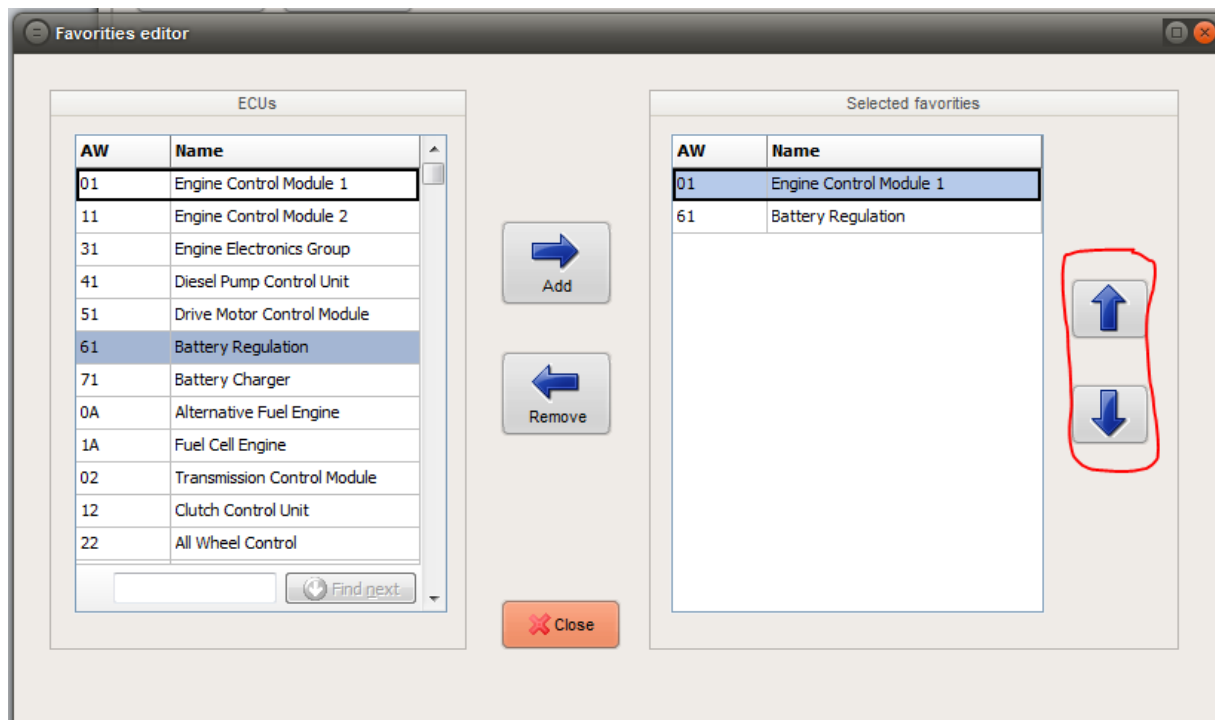 Favorities editor
ECUs
AW Name
01 Engine Control Module 1
11 Engine Control Module 2
31 Engine Electronics Group
41 Diesel Pump Control Unit
51 Drive Motor Control Module
61 Battery Regulation
71 Battery Charger
0A Alternative Fuel Engine
1A Fuel Cell Engine
02 Transmission Control Module
12 Clutch Control Unit
22 All Wheel Control
Find next
Add
Remove
Close
Selected favorities
AW Name
01 Engine Control Module 1
61 Battery Regulation